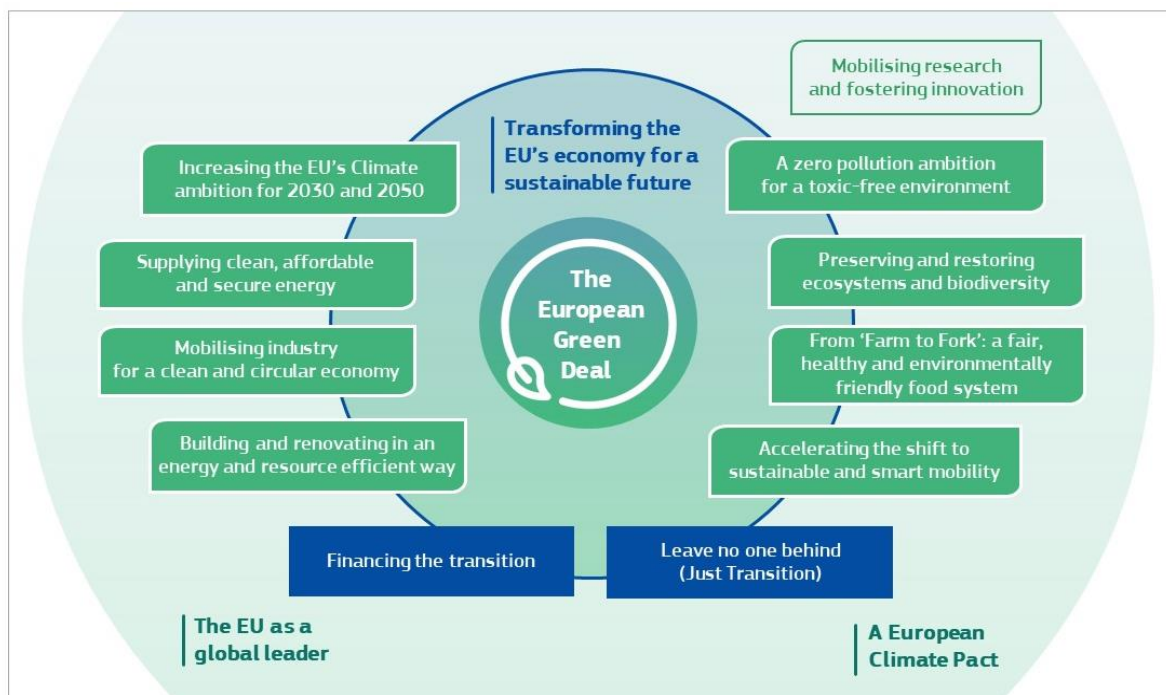 Mobilising research
and fostering innovation
Transforming the
EU's economy for a
sustainable future
Increasing the EU's Climate
ambition for 2030 and 2050
A zero pollution ambition
for a toxic-free environment
Supplying clean, affordable
and secure energy
Preserving and restoring
ecosystems and biodiversity
The
European
Green
Deal
Mobilising industry
for a clean and circular economy
From ‘Farm to Fork’: a fair,
healthy and environmentally
friendly food system
Building and renovating in an
energy and resource efficient way
Accelerating the shift to
sustainable and smart mobility
Financing the transition
Leave no one behind
(Just Transition)
The EU as a
global leader
A European
Climate Pact